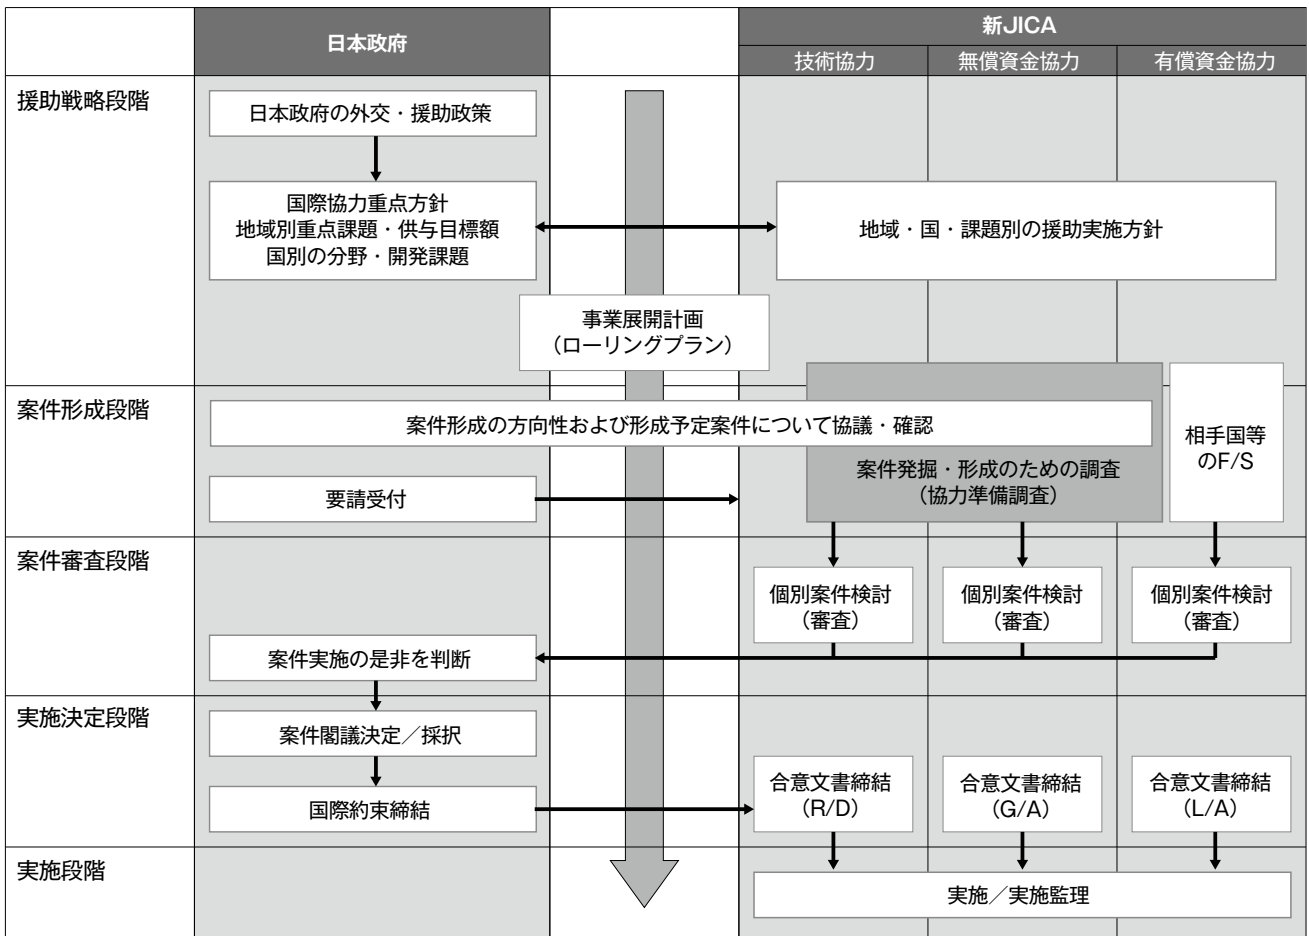 日本政府
新JICA
技術協力
無償資金協力
有償資金協力
援助戦略段階
日本政府の外交・援助政策
国際協力重点方針
地域別重点課題・供与目標額
国別の分野・開発課題
地域・国・課題別の援助実施方針
事業展開計画
（ローリングプラン）
案件形成段階
案件形成の方向性および形成予定案件について協議・確認
相手国等
のF/S
案件発掘・形成のための調査
（協力準備調査）
要請受付
案件審査段階
個別案件検討
（審査）
個別案件検討
（審査）
個別案件検討
（審査）
案件実施の是非を判断
実施決定段階
案件閣議決定／採択
国際約束締結
合意文書締結
（R/D）
合意文書締結
（G/A）
合意文書締結
（L/A）
実施段階
実施／実施監理